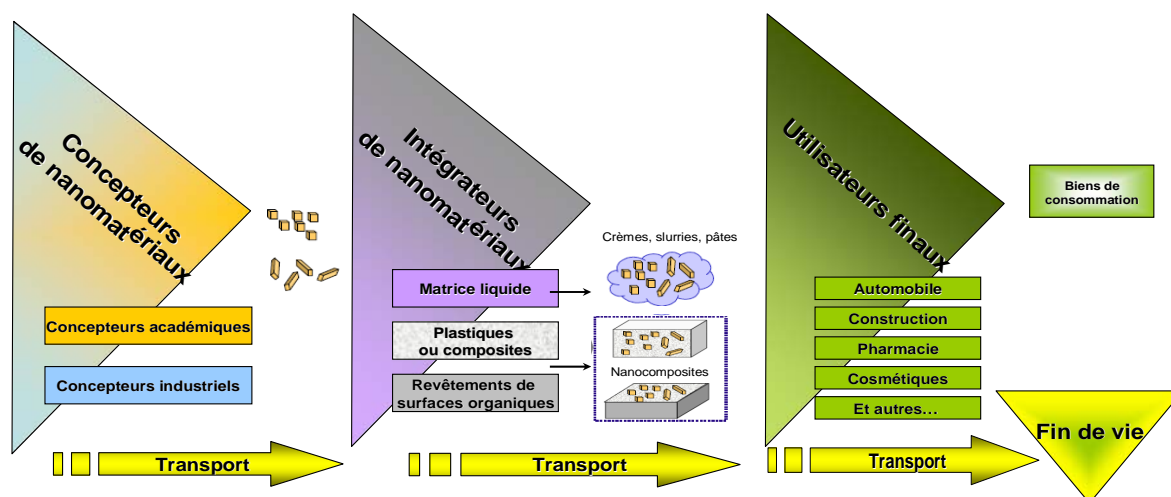 Concepteurs
de nanomatériaux
Concepteurs académiques
Concepteurs industriels
Transport
Intégrateurs
de nanomatériaux
Crèmes, slurries, pâtes
Matrice liquide
Plastiques
ou composites
Nanocomposites
Revêtements de
surfaces organiques
Transport
Utilisateurs finaux
Biens de
consommation
Automobile
Construction
Pharmacie
Cosmétiques
Et autres…
Transport
Fin de vie